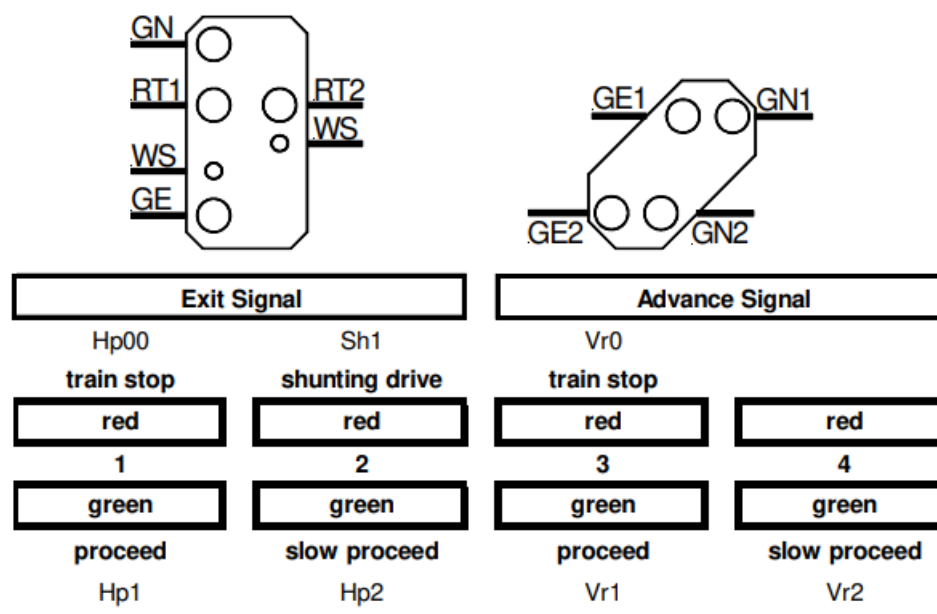 GN
RT1 RT2
WS WS
GE
GE1 GN1
GE2 GN2
Exit Signal Advance Signal
Hp00 Sh1 Vr0
train stop shunting drive train stop
red red red red
1 2 3 4
green green green green
proceed slow proceed proceed slow proceed
Hp1 Hp2 Vr1 Vr2